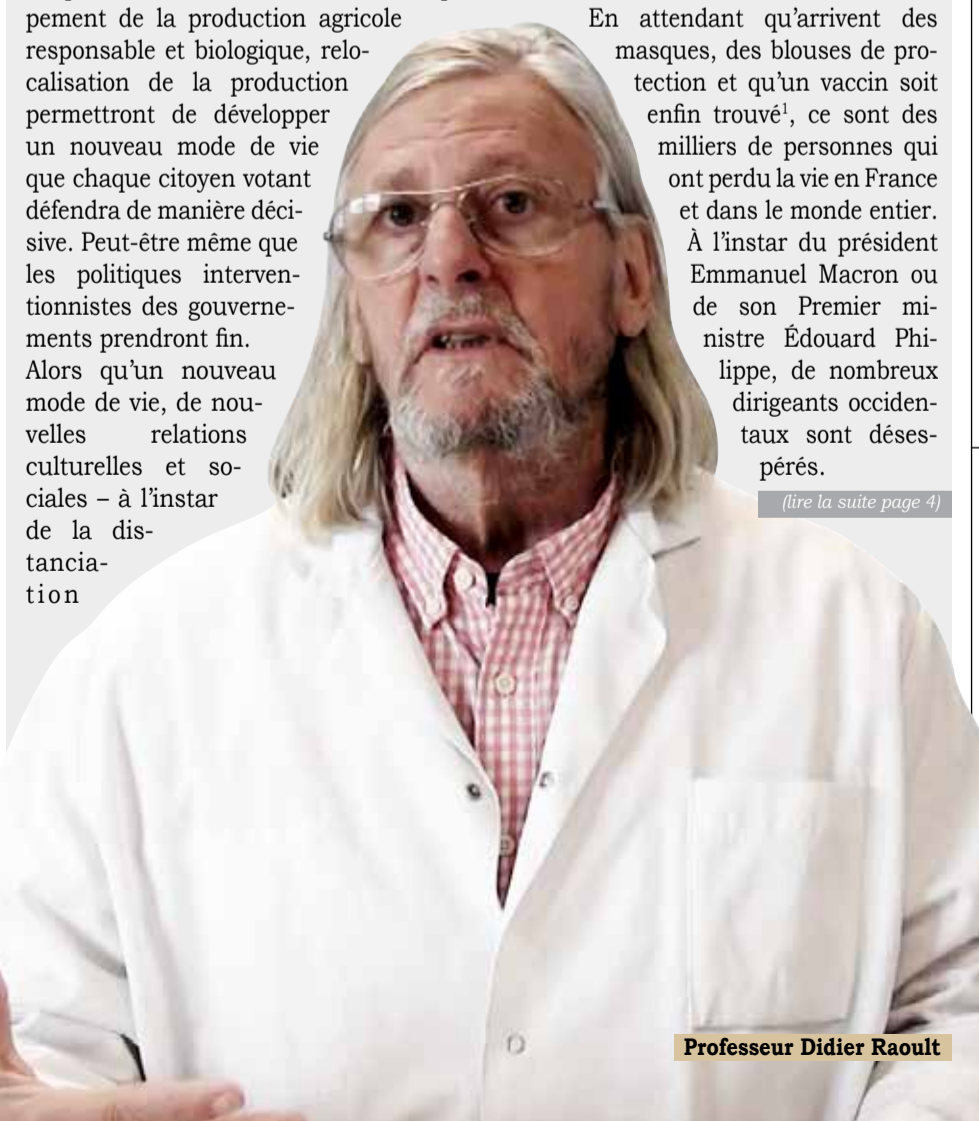 pement de la production agricole
responsable et biologique, relo-
calisation de la production
permettront de développer
un nouveau mode de vie
que chaque citoyen votant
défendra de manière déci-
sive. Peut-être même que
les politiques interven-
tionnistes des gouverne-
ments prendront fin.
Alors qu’un nouveau
mode de vie, de nou-
velles relations
culturelles et so-
ciales – à l’instar
de la dis-
tancia-
tion
En attendant qu’arrivent des
masques, des blouses de pro-
tection et qu’un vaccin soit
enfin trouvé¹, ce sont des
milliers de personnes qui
ont perdu la vie en France
et dans le monde entier.
À l’instar du président
Emmanuel Macron ou
de son Premier mi-
nistre Édouard Phi-
lippe, de nombreux
dirigeants occiden-
taux sont déses-
pérés.
(lire la suite page 4)
Professeur Didier Raoult